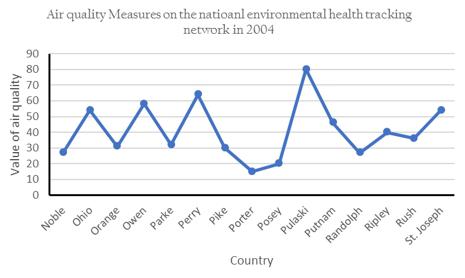 Air quality Measures on the natioanl environmental health tracking
network in 2004
90
80
70
60
50
40
30
20
10
0
Value of air quality
Noble
Ohio
Orange
Owen
Parke
Perry
Pike
Porter
Posey
Pulaski
Putnam
Randolph
Ripley
Rush
St. Joseph
Country